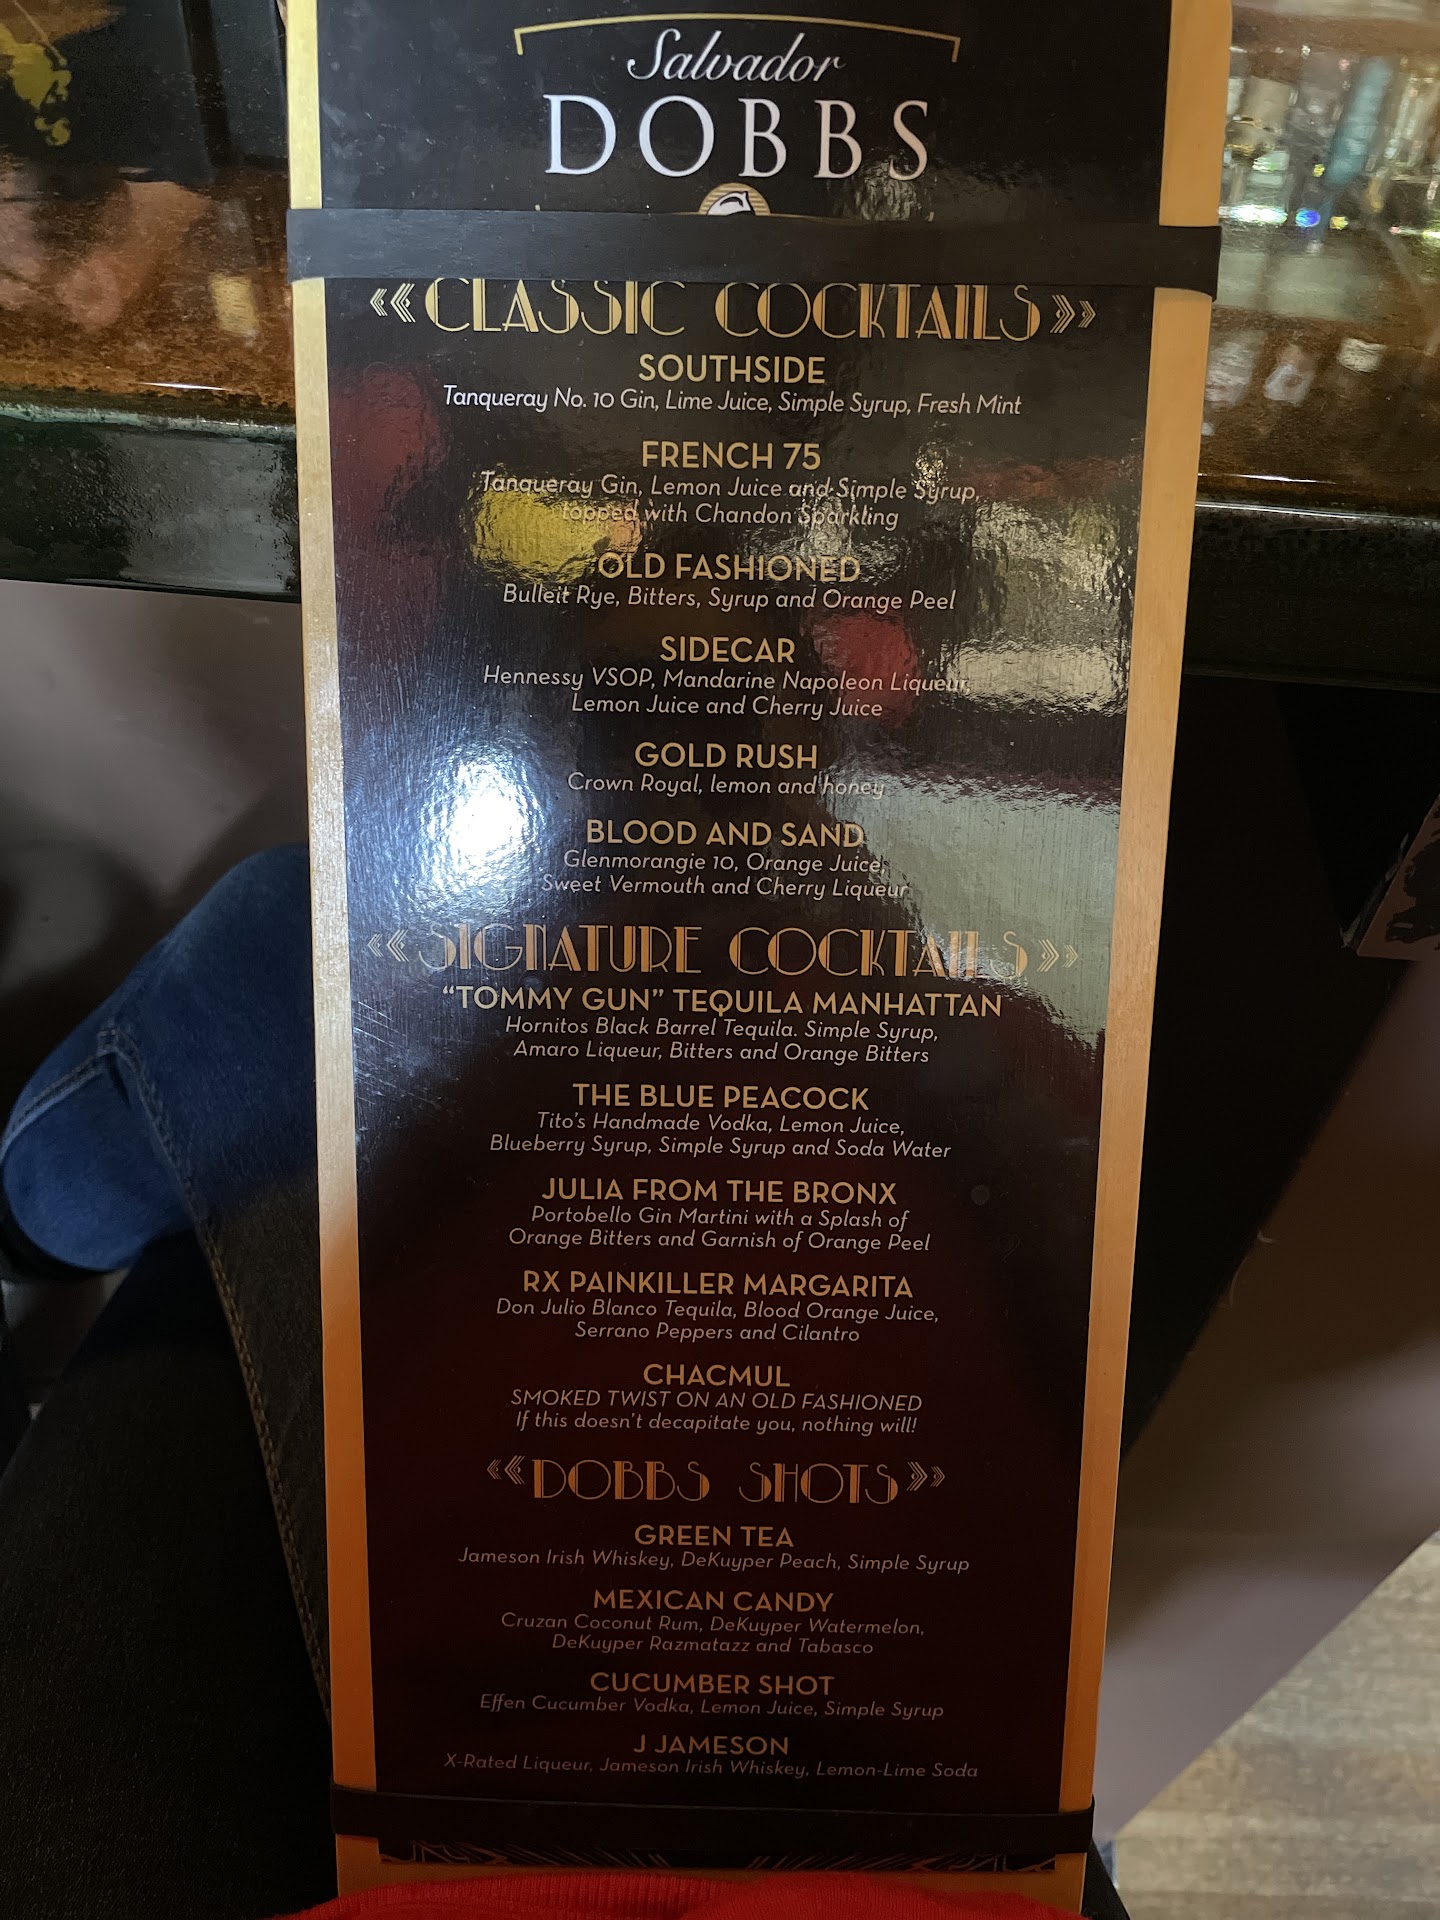 Salvador
DOBBS
CLASSIC COCKTAILS
SOUTHSIDE
Tanqueray No. 10 Gin, Lime Juice, Simple Syrup, Fresh Mint
FRENCH 75
Tanqueray Gin, Lemon Juice and Simple Syrup,
topped with Chandon Sparkling
OLD FASHIONED
Bulleit Rye, Bitters, Syrup and Orange Peel
SIDECAR
Hennessy VSOP, Mandarine Napoleon Liqueur,
Lemon Juice and Cherry Juice
GOLD RUSH
Crown Royal, lemon and honey
BLOOD AND SAND
Glenmorangie 10, Orange Juice,
Sweet Vermouth and Cherry Liqueur
SIGNATURE COCKTAILS
“TOMMY GUN” TEQUILA MANHATTAN
Hornitos Black Barrel Tequila. Simple Syrup,
Amaro Liqueur, Bitters and Orange Bitters
THE BLUE PEACOCK
Tito's Handmade Vodka, Lemon Juice,
Blueberry Syrup, Simple Syrup and Soda Water
JULIA FROM THE BRONX
Portobello Gin Martini with a Splash of
Orange Bitters and Garnish of Orange Peel
RX PAINKILLER MARGARITA
Don Julio Blanco Tequila, Blood Orange Juice,
Serrano Peppers and Cilantro
CHACMUL
SMOKED TWIST ON AN OLD FASHIONED
If this doesn't decapitate you, nothing will!
DOBBS SHOTS
GREEN TEA
Jameson Irish Whiskey, DeKuyper Peach, Simple Syrup
MEXICAN CANDY
Cruzan Coconut Rum, DeKuyper Watermelon,
DeKuyper Razmatazz and Tabasco
CUCUMBER SHOT
Effen Cucumber Vodka, Lemon Juice, Simple Syrup
J JAMESON
X-Rated Liqueur, Jameson Irish Whiskey, Lemon-Lime Soda